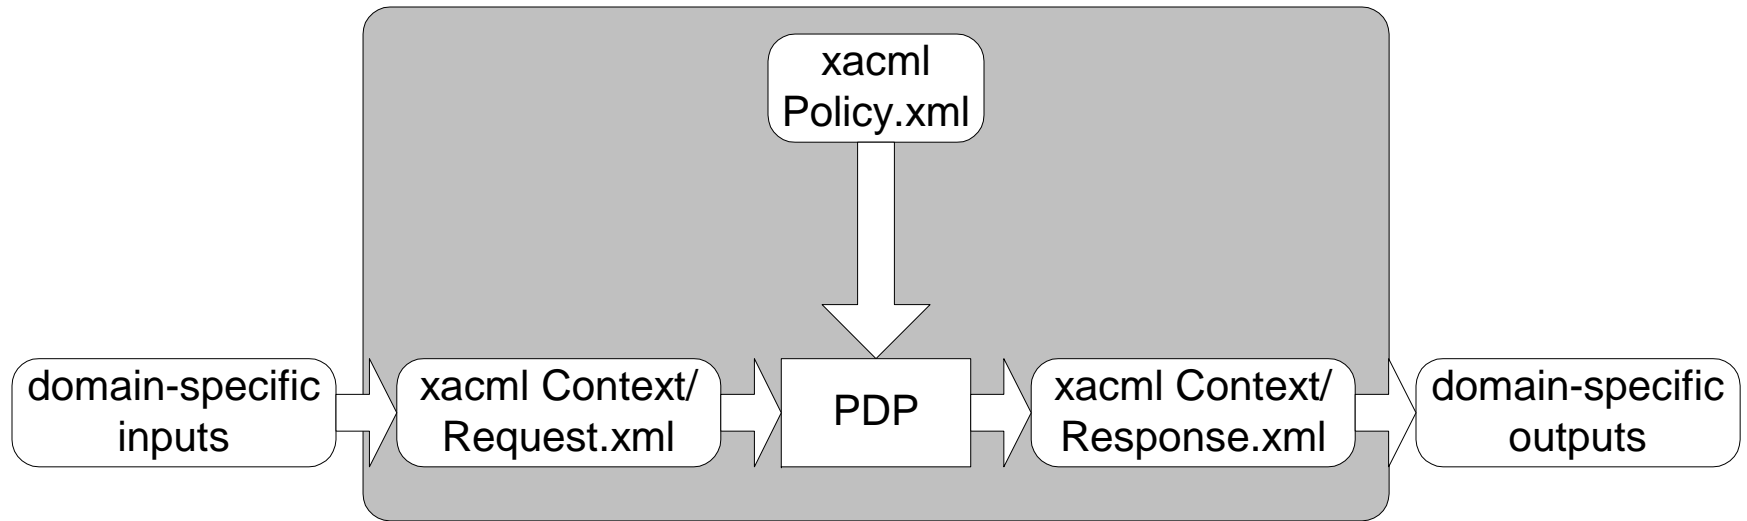 xacml
Policy.xml
domain-specific
inputs
xacml Context/
Request.xml
PDP
xacml Context/
Response.xml
domain-specific
outputs